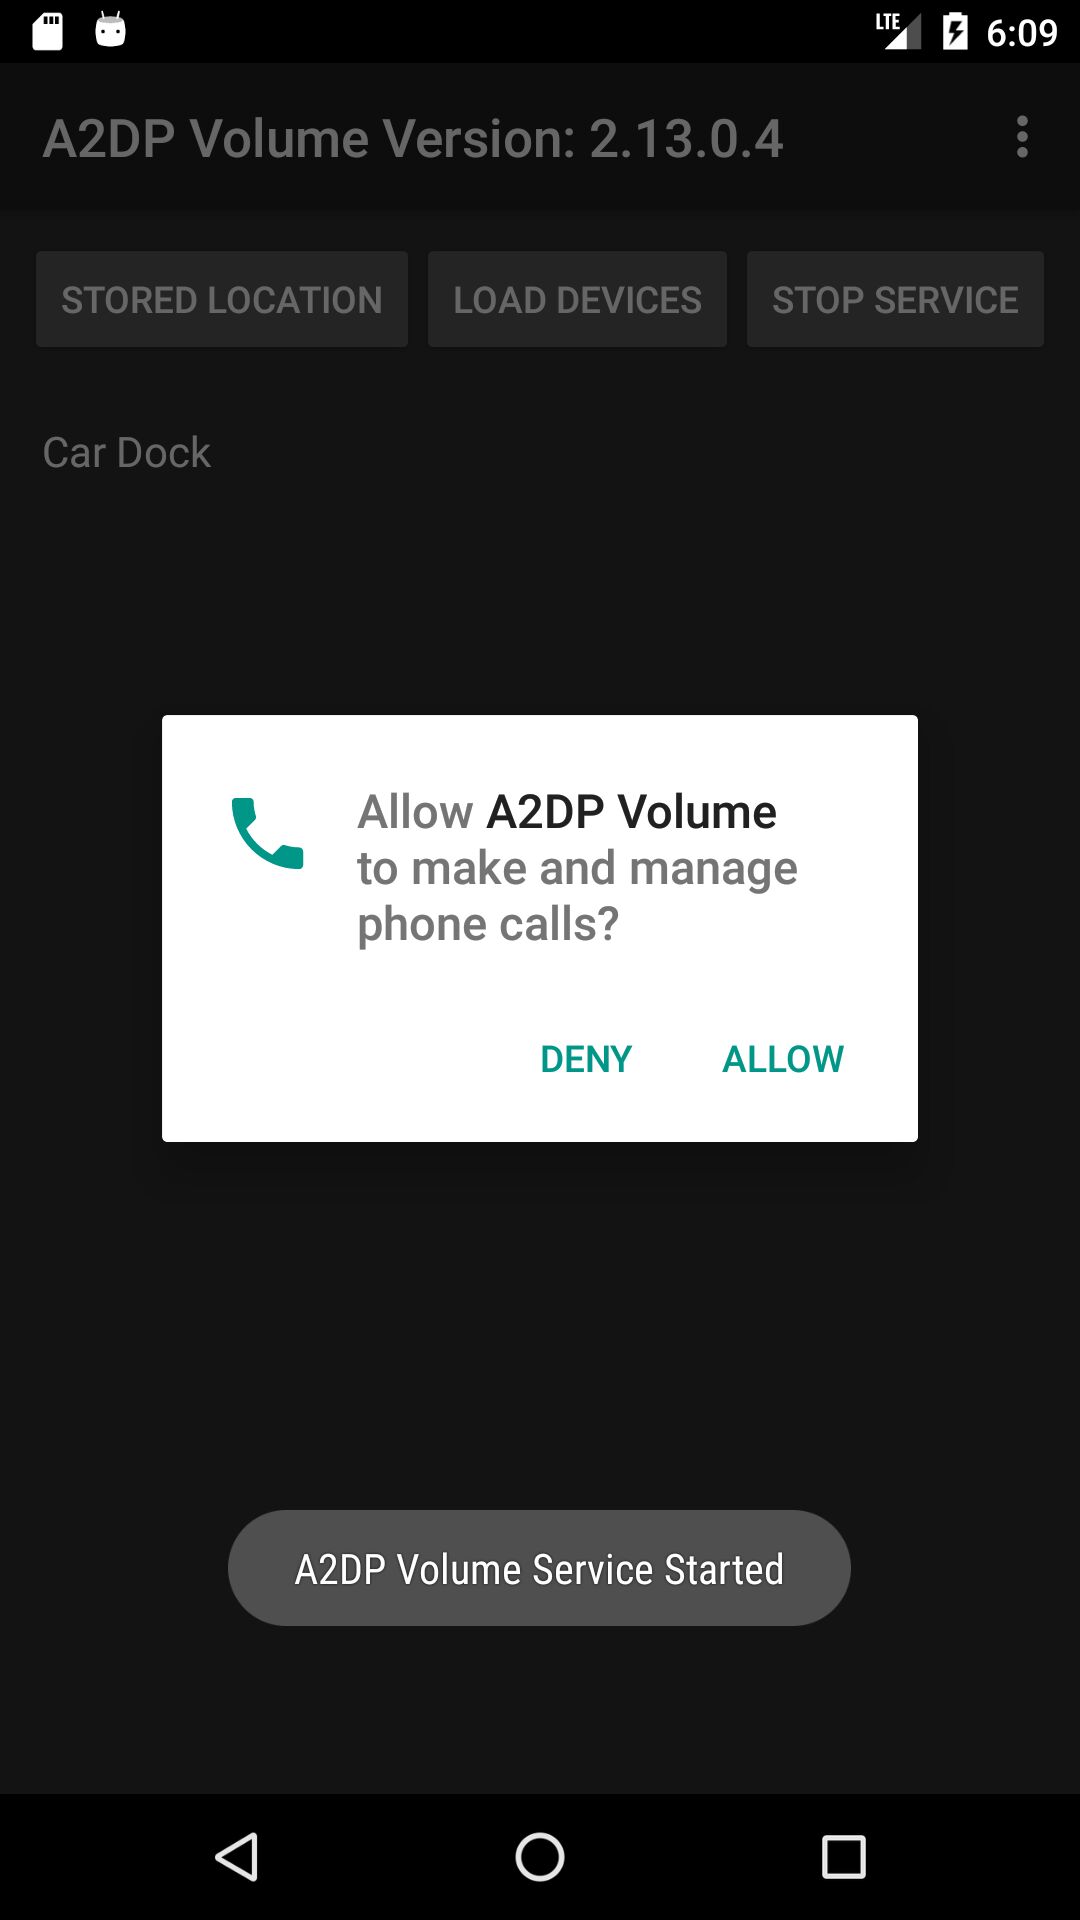 LTE 6:09
A2DP Volume Version: 2.13.0.4
STORED LOCATION LOAD DEVICES STOP SERVICE
Car Dock
Allow A2DP Volume
to make and manage
phone calls?
DENY ALLOW
A2DP Volume Service Started